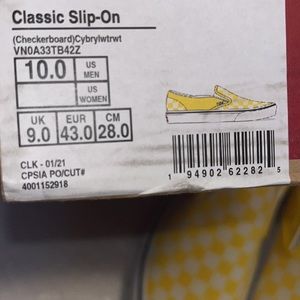 Classic Slip-On
(Checkerboard)Cybrylwtrwt
VN0A33TB42Z
10.0 US MEN
US WOMEN
UK 9.0 EUR 43.0 CM 28.0
CLK - 01/21
CPSIA PO/CUT#
4001152918
1 94902 62282 5